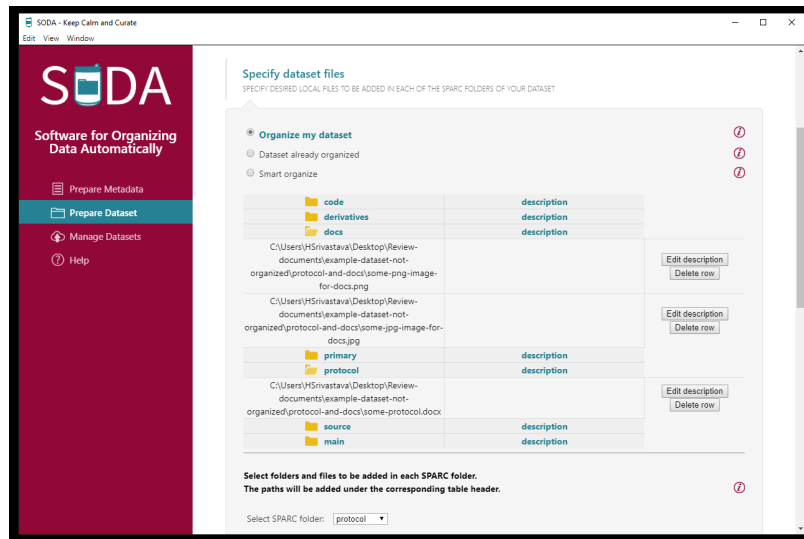 SODA - Keep Calm and Curate
Edit View Window
SODA
Software for Organizing
Data Automatically
Prepare Metadata
Prepare Dataset
Manage Datasets
Help
Specify dataset files
SPECIFY DESIRED LOCAL FILES TO BE ADDED IN EACH OF THE SPARC FOLDERS OF YOUR DATASET
Organize my dataset
Dataset already organized
Smart organize
code description
derivatives description
docs description
C:\Users\HSrivastava\Desktop\Review-
documents\example-dataset-not-
organized\protocol-and-docs\some-png-image-
for-docs.png
Edit description
Delete row
C:\Users\HSrivastava\Desktop\Review-
documents\example-dataset-not-
organized\protocol-and-docs\some-jpg-image-for-
docs.jpg
Edit description
Delete row
primary description
protocol description
C:\Users\HSrivastava\Desktop\Review-
documents\example-dataset-not-
organized\protocol-and-docs\some-protocol.docx
Edit description
Delete row
source description
main description
Select folders and files to be added in each SPARC folder.
The paths will be added under the corresponding table header.
Select SPARC folder: protocol